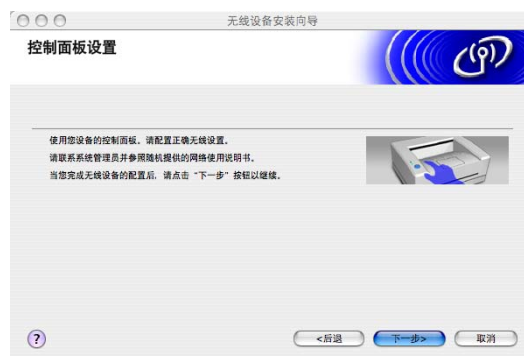 无线设备安装向导
控制面板设置
使用您设备的控制面板。请配置正确无线设置。
请联系系统管理员并参照随机提供的网络使用说明书。
当您完成无线设备的配置后，请点击“下一步”按钮以继续。
?
<后退
下一步>
取消